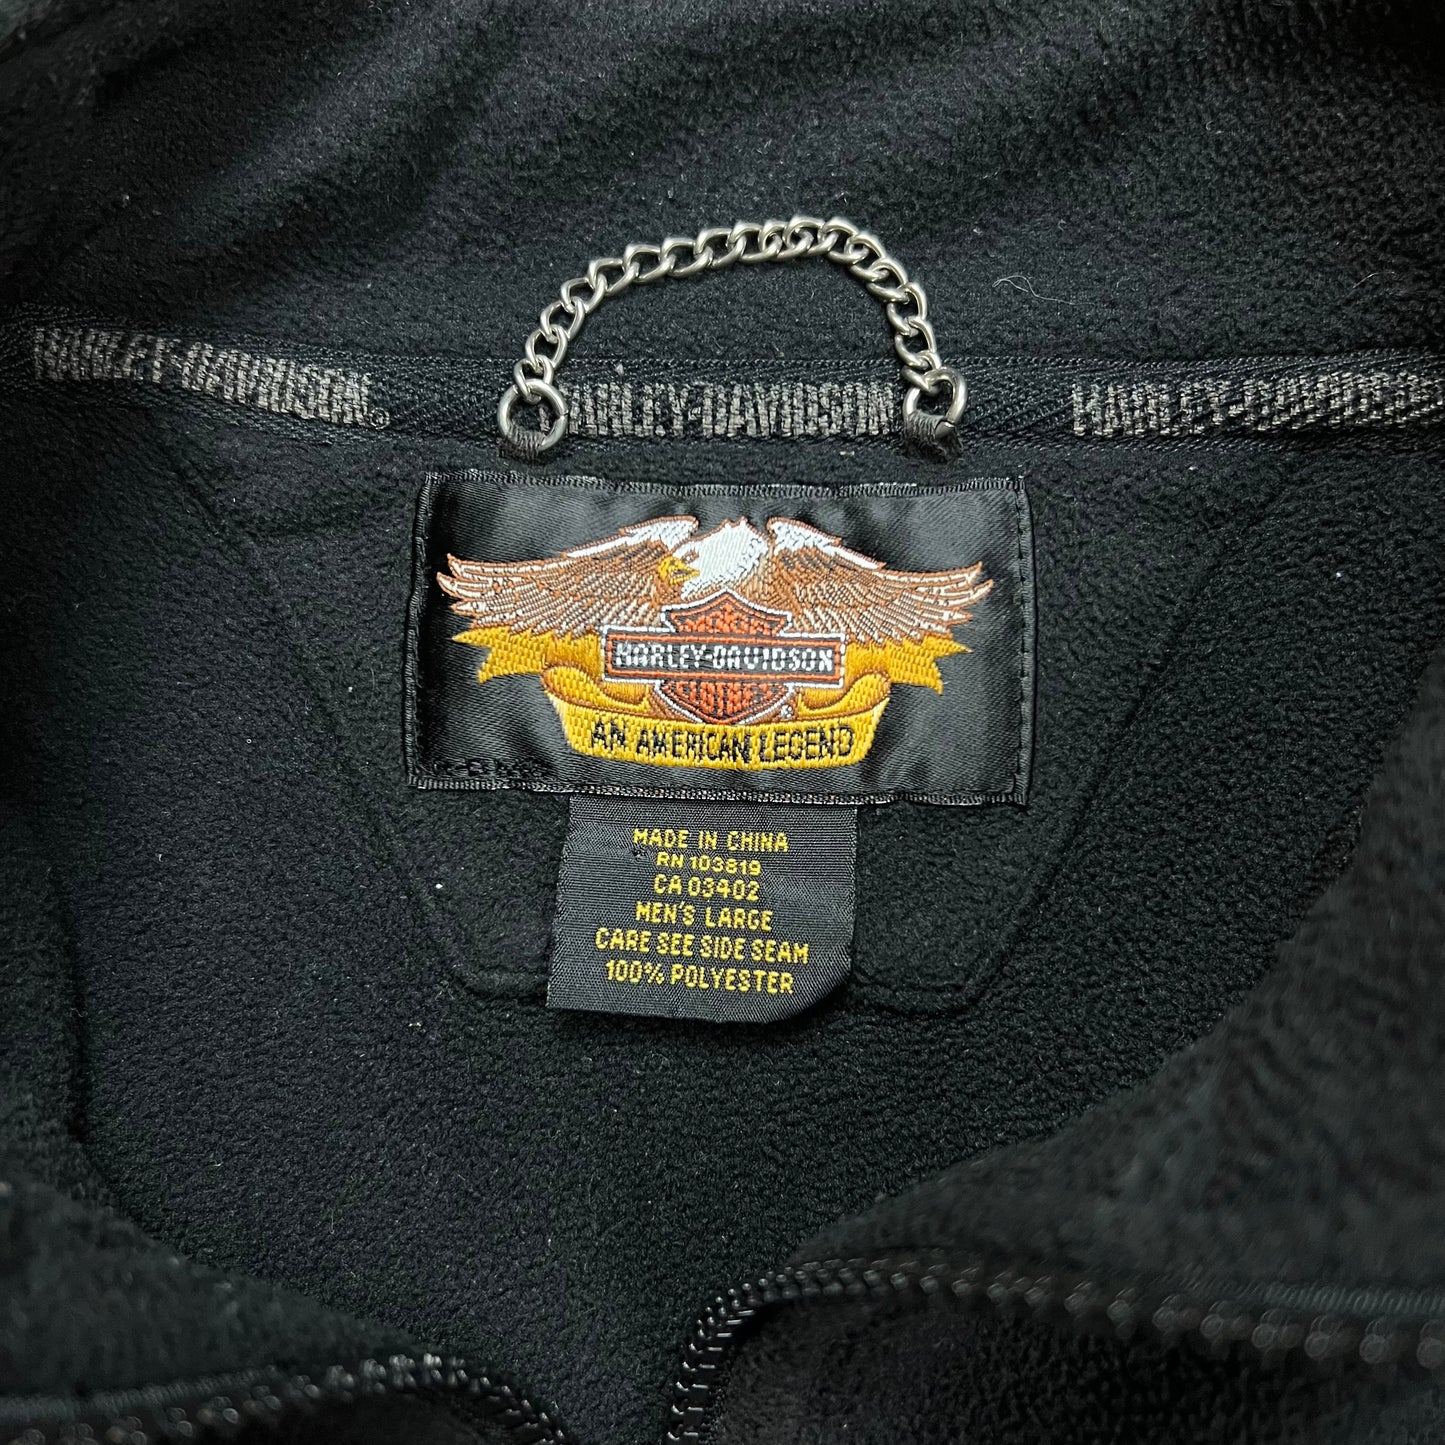 HARLEY-DAVIDSON® HARLEY-DAVIDSON HARLEY-DAVIDSON
MOTOR
HARLEY-DAVIDSON
CLOTHES
®
AN AMERICAN LEGEND
MADE IN CHINA
RN 103819
CA 03402
MEN'S LARGE
CARE SEE SIDE SEAM
100% POLYESTER